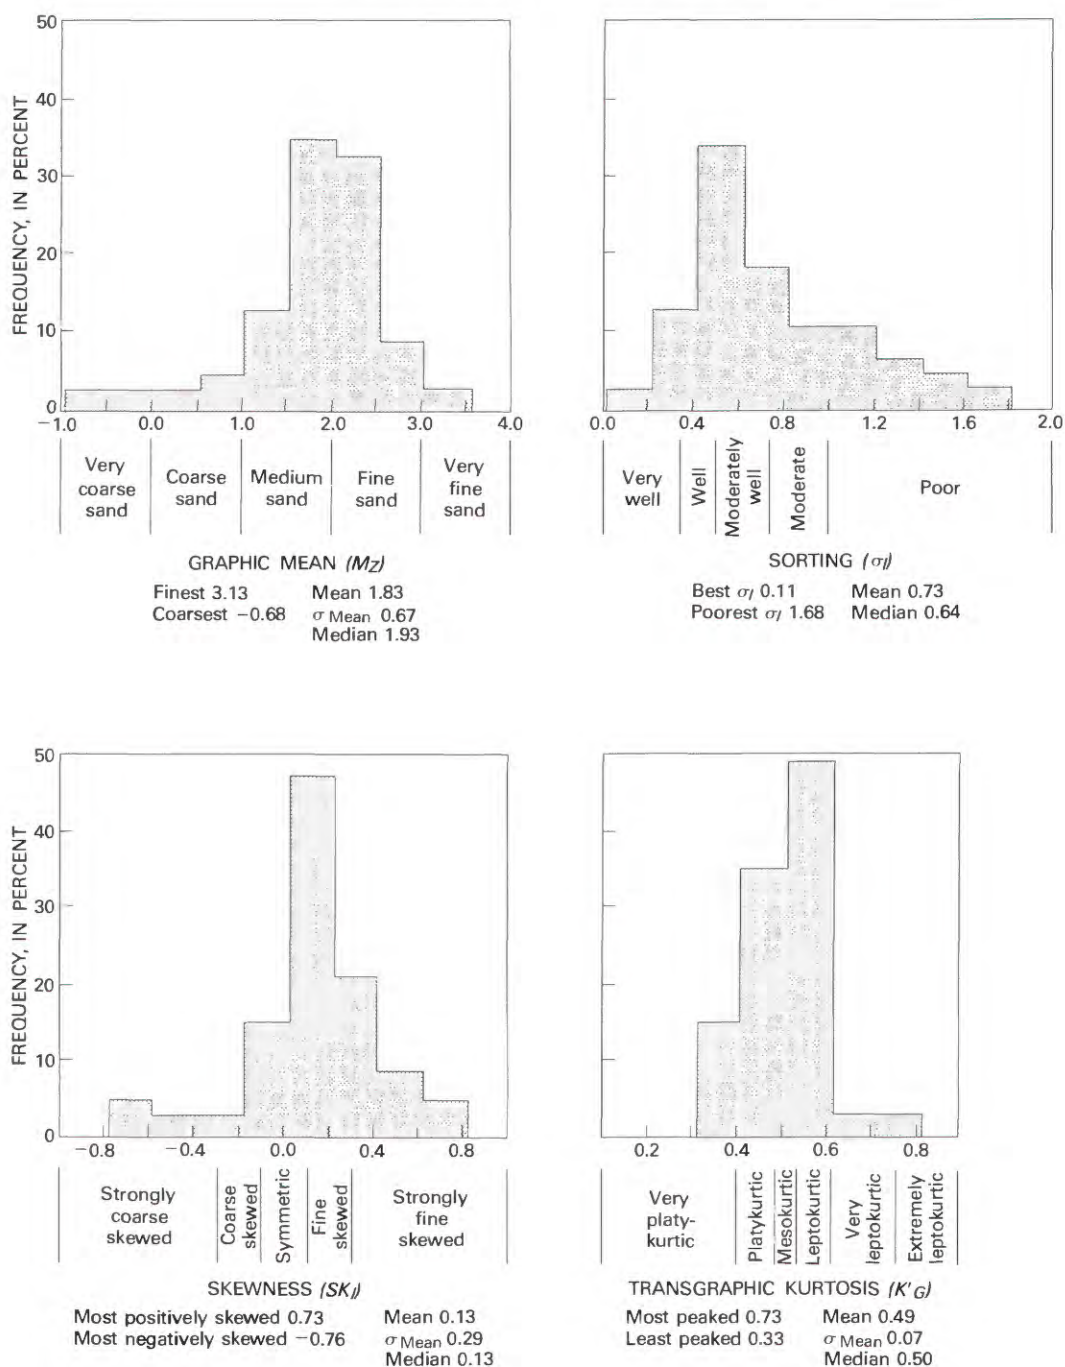 50
40
30
20
10
0
FREQUENCY, IN PERCENT
−1.0 0.0 1.0 2.0 3.0 4.0
Very coarse sand
Coarse sand
Medium sand
Fine sand
Very fine sand
GRAPHIC MEAN (MZ)
Finest 3.13 Mean 1.83
Coarsest −0.68 σ Mean 0.67
Median 1.93
0.0 0.4 0.8 1.2 1.6 2.0
Very well
Well
Moderately well
Moderate
Poor
SORTING (σI)
Best σI 0.11 Mean 0.73
Poorest σI 1.68 Median 0.64
50
40
30
20
10
0
FREQUENCY, IN PERCENT
−0.8 −0.4 0.0 0.4 0.8
Strongly coarse skewed
Coarse skewed
Symmetric
Fine skewed
Strongly fine skewed
SKEWNESS (SKI)
Most positively skewed 0.73 Mean 0.13
Most negatively skewed −0.76 σ Mean 0.29
Median 0.13
0.2 0.4 0.6 0.8
Very platy-kurtic
Platykurtic
Mesokurtic
Leptokurtic
Very leptokurtic
Extremely leptokurtic
TRANSGRAPHIC KURTOSIS (K'G)
Most peaked 0.73 Mean 0.49
Least peaked 0.33 σ Mean 0.07
Median 0.50